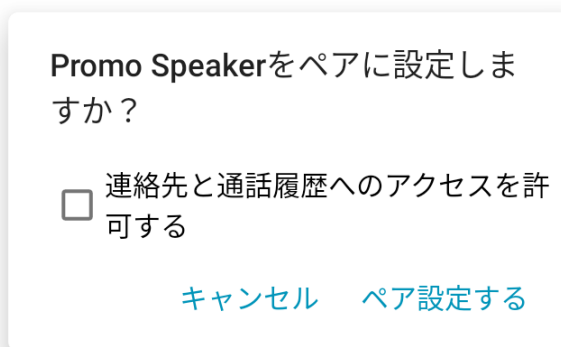 Promo Speakerをペアに設定しま
すか？
連絡先と通話履歴へのアクセスを許
可する
キャンセル ペア設定する